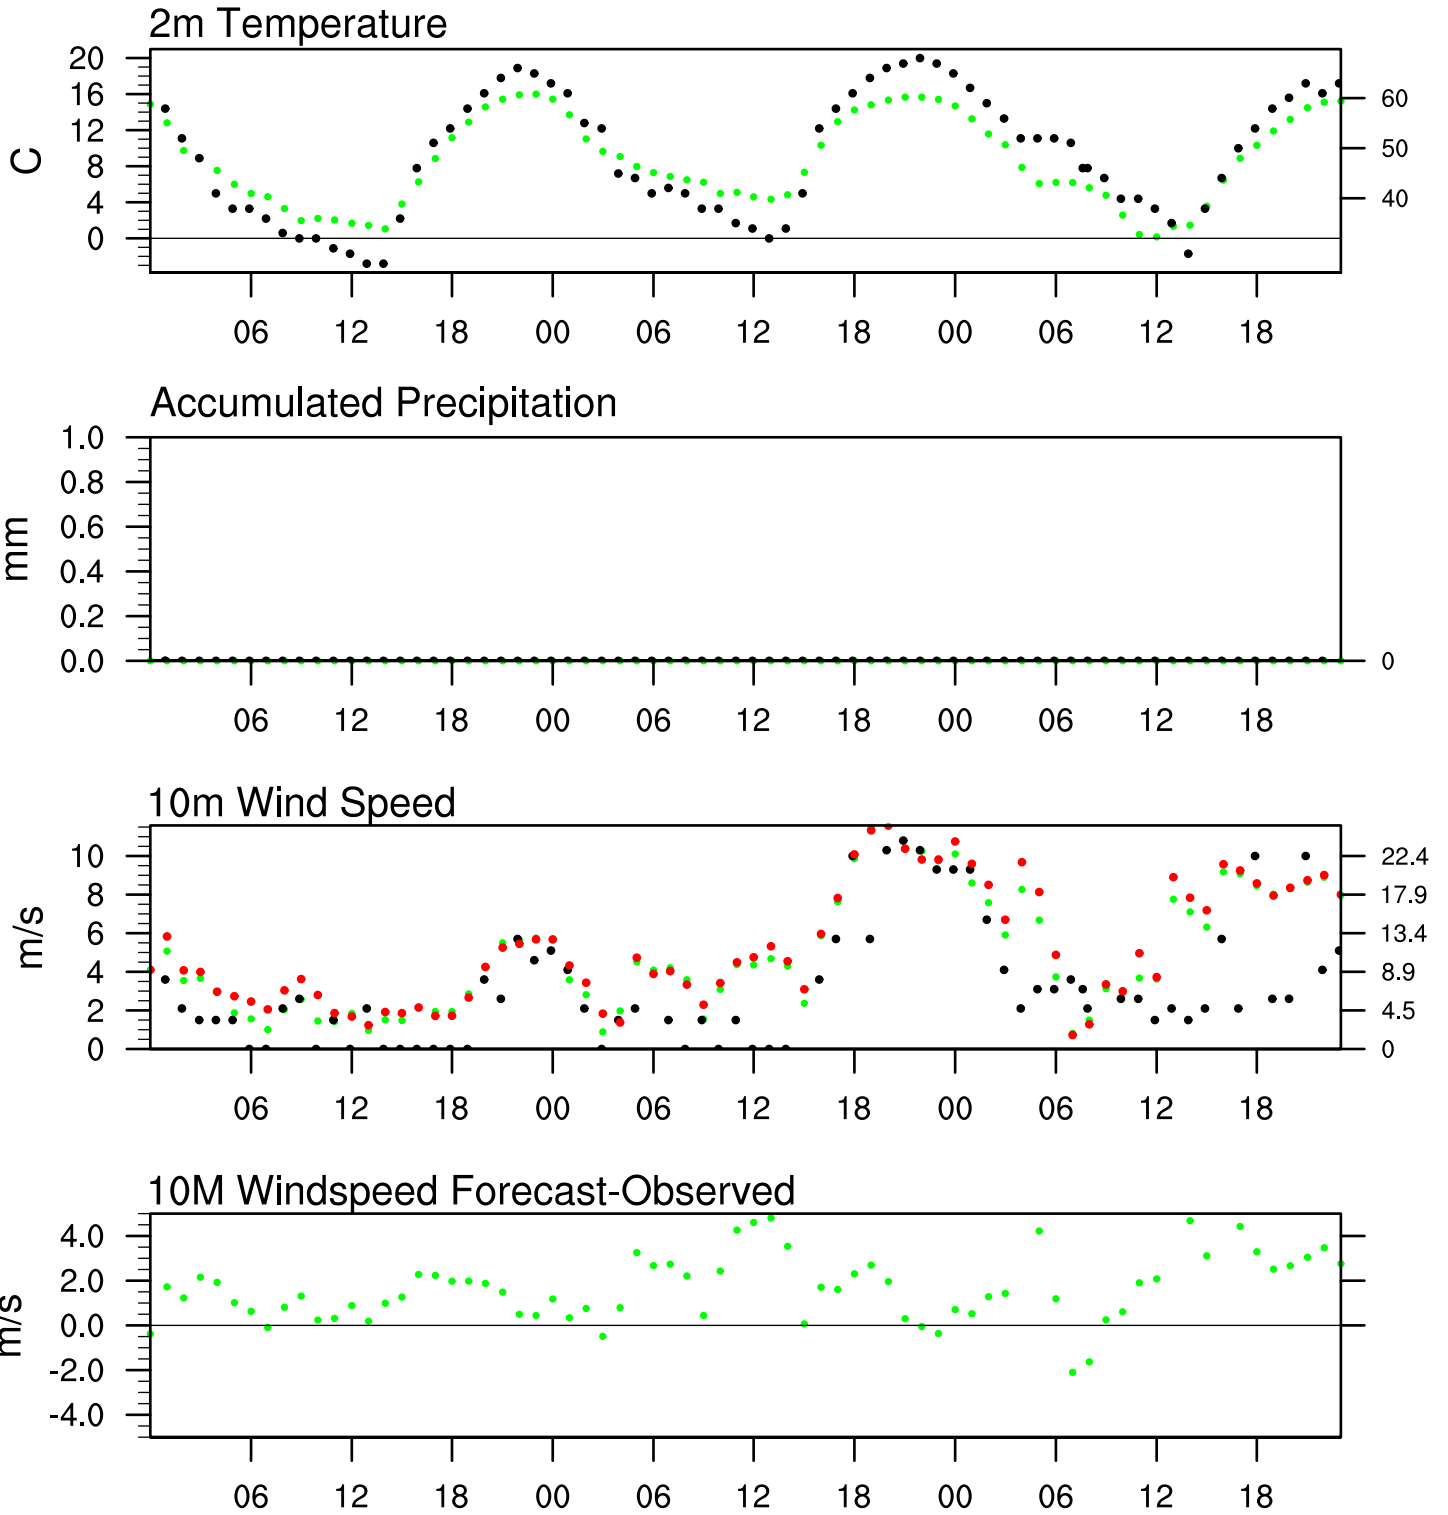 2m Temperature
20
16
12
8
4
0
C
60
50
40
06 12 18 00 06 12 18 00 06 12 18
Accumulated Precipitation
1.0
0.8
0.6
0.4
0.2
0.0
mm
0
06 12 18 00 06 12 18 00 06 12 18
10m Wind Speed
10
8
6
4
2
0
m/s
22.4
17.9
13.4
8.9
4.5
0
06 12 18 00 06 12 18 00 06 12 18
10M Windspeed Forecast-Observed
4.0
2.0
0.0
-2.0
-4.0
m/s
06 12 18 00 06 12 18 00 06 12 18